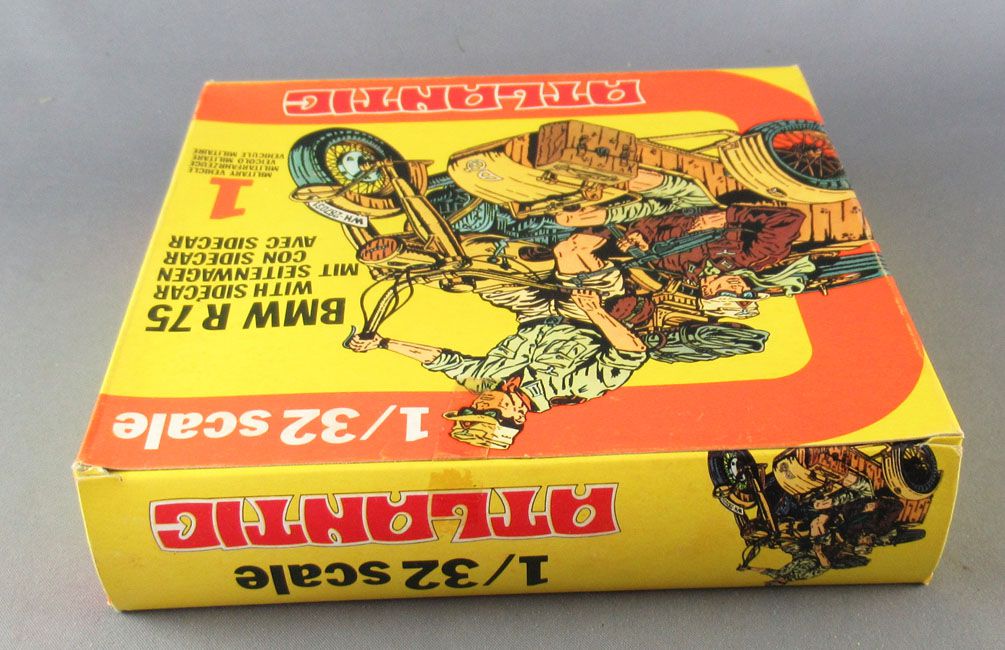 1/32 scale
ATLANTIC
1/32 scale
BMW R 75
WITH SIDECAR
MIT SEITENWAGEN
CON SIDECAR
AVEC SIDECAR
1
MILITARY VEHICLE
MILITARFAHRZEUGE
VEICOLO MILITARE
VEHICULE MILITAIRE
ATLANTIC